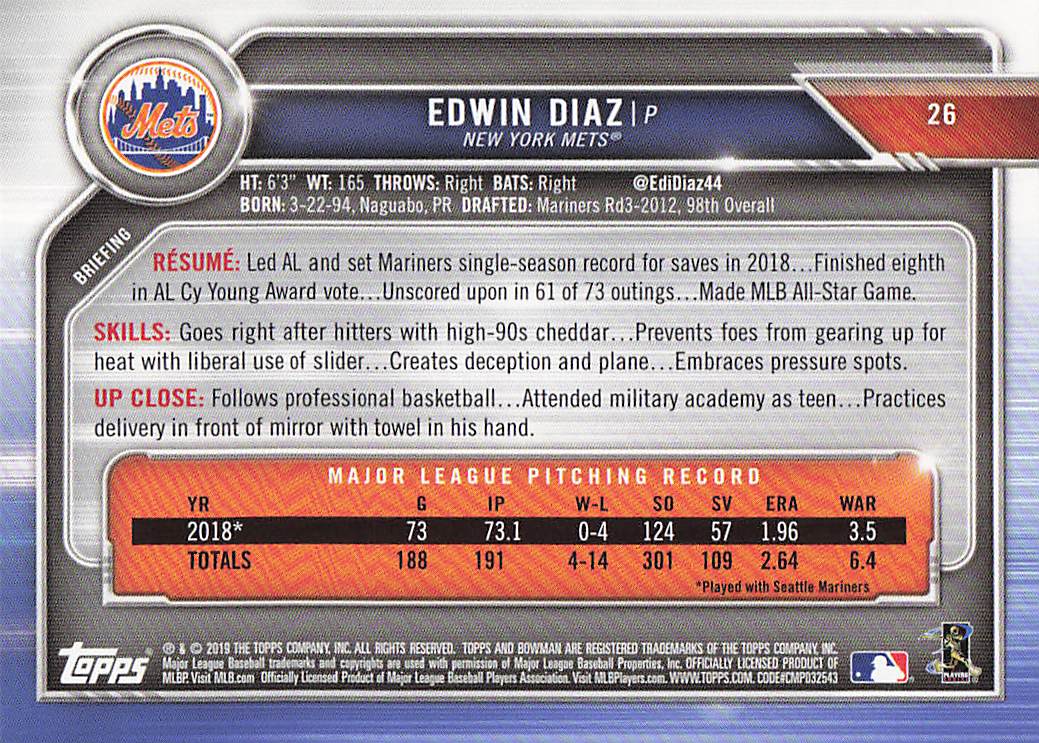 Mets
EDWIN DIAZ | P
NEW YORK METS®
26
HT: 6'3" WT: 165 THROWS: Right BATS: Right @EdiDiaz44
BORN: 3-22-94, Naguabo, PR DRAFTED: Mariners Rd3-2012, 98th Overall
BRIEFING
RÉSUMÉ: Led AL and set Mariners single-season record for saves in 2018...Finished eighth
in AL Cy Young Award vote...Unscored upon in 61 of 73 outings...Made MLB All-Star Game.
SKILLS: Goes right after hitters with high-90s cheddar...Prevents foes from gearing up for
heat with liberal use of slider...Creates deception and plane...Embraces pressure spots.
UP CLOSE: Follows professional basketball...Attended military academy as teen...Practices
delivery in front of mirror with towel in his hand.
MAJOR LEAGUE PITCHING RECORD
YR G IP W-L SO SV ERA WAR
2018* 73 73.1 0-4 124 57 1.96 3.5
TOTALS 188 191 4-14 301 109 2.64 6.4
*Played with Seattle Mariners
Topps®
℗ & © 2019 THE TOPPS COMPANY, INC. ALL RIGHTS RESERVED. TOPPS AND BOWMAN ARE REGISTERED TRADEMARKS OF THE TOPPS COMPANY, INC.
Major League Baseball trademarks and copyrights are used with permission of Major League Baseball Properties, Inc. OFFICIALLY LICENSED PRODUCT OF
MLBP. Visit MLB.com Officially Licensed Product of Major League Baseball Players Association. Visit MLBPlayers.com. WWW.TOPPS.COM. CODE#CMP032543